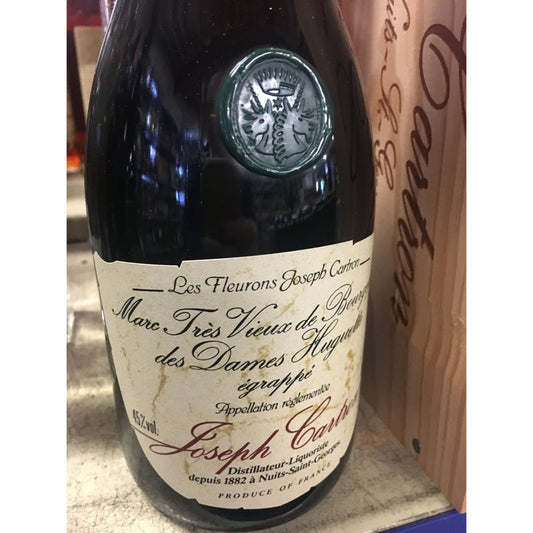 Les Fleurons Joseph Cartron
Marc Très Vieux de Bourg
des Dames Huguette
égrappé
Appellation réglementée
45% vol.
Joseph Cartron
Distillateur-Liquoriste
depuis 1882 à Nuits-Saint-Georges.
PRODUCE OF FRANCE
Cartron